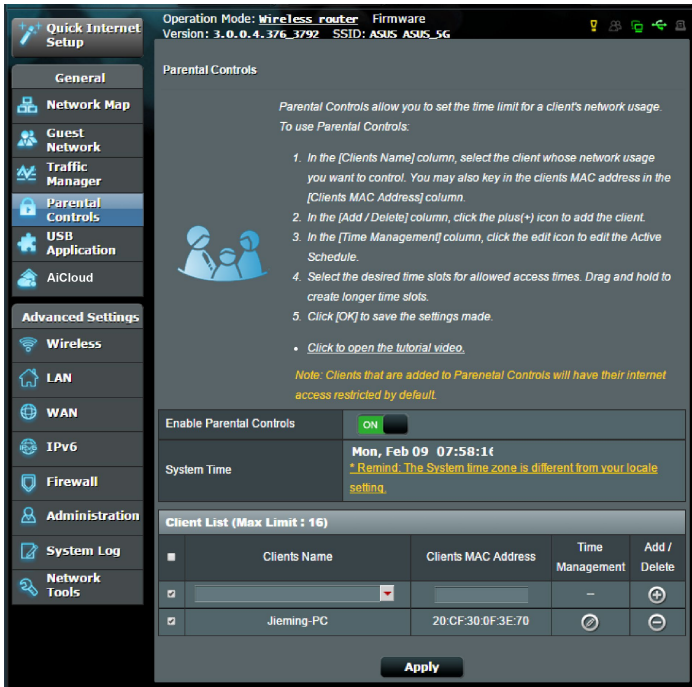 Quick Internet
Setup
General
Network Map
Guest
Network
Traffic
Manager
Parental
Controls
USB
Application
AiCloud
Advanced Settings
Wireless
LAN
WAN
IPv6
Firewall
Administration
System Log
Network
Tools
Operation Mode: Wireless router Firmware
Version: 3.0.0.4.376_3792 SSID: ASUS ASUS_5G
Parental Controls
Parental Controls allow you to set the time limit for a client's network usage.
To use Parental Controls:
1. In the [Clients Name] column, select the client whose network usage
you want to control. You may also key in the clients MAC address in the
[Clients MAC Address] column.
2. In the [Add / Delete] column, click the plus(+) icon to add the client.
3. In the [Time Management] column, click the edit icon to edit the Active
Schedule.
4. Select the desired time slots for allowed access times. Drag and hold to
create longer time slots.
5. Click [OK] to save the settings made.
• Click to open the tutorial video.
Note: Clients that are added to Parenetal Controls will have their internet
access restricted by default.
Enable Parental Controls ON
System Time
Mon, Feb 09 07:58:16
* Remind: The System time zone is different from your locale
setting.
Client List (Max Limit : 16)
Clients Name Clients MAC Address Time
Management Add /
Delete
--
Jieming-PC 20:CF:30:0F:3E:70
Apply